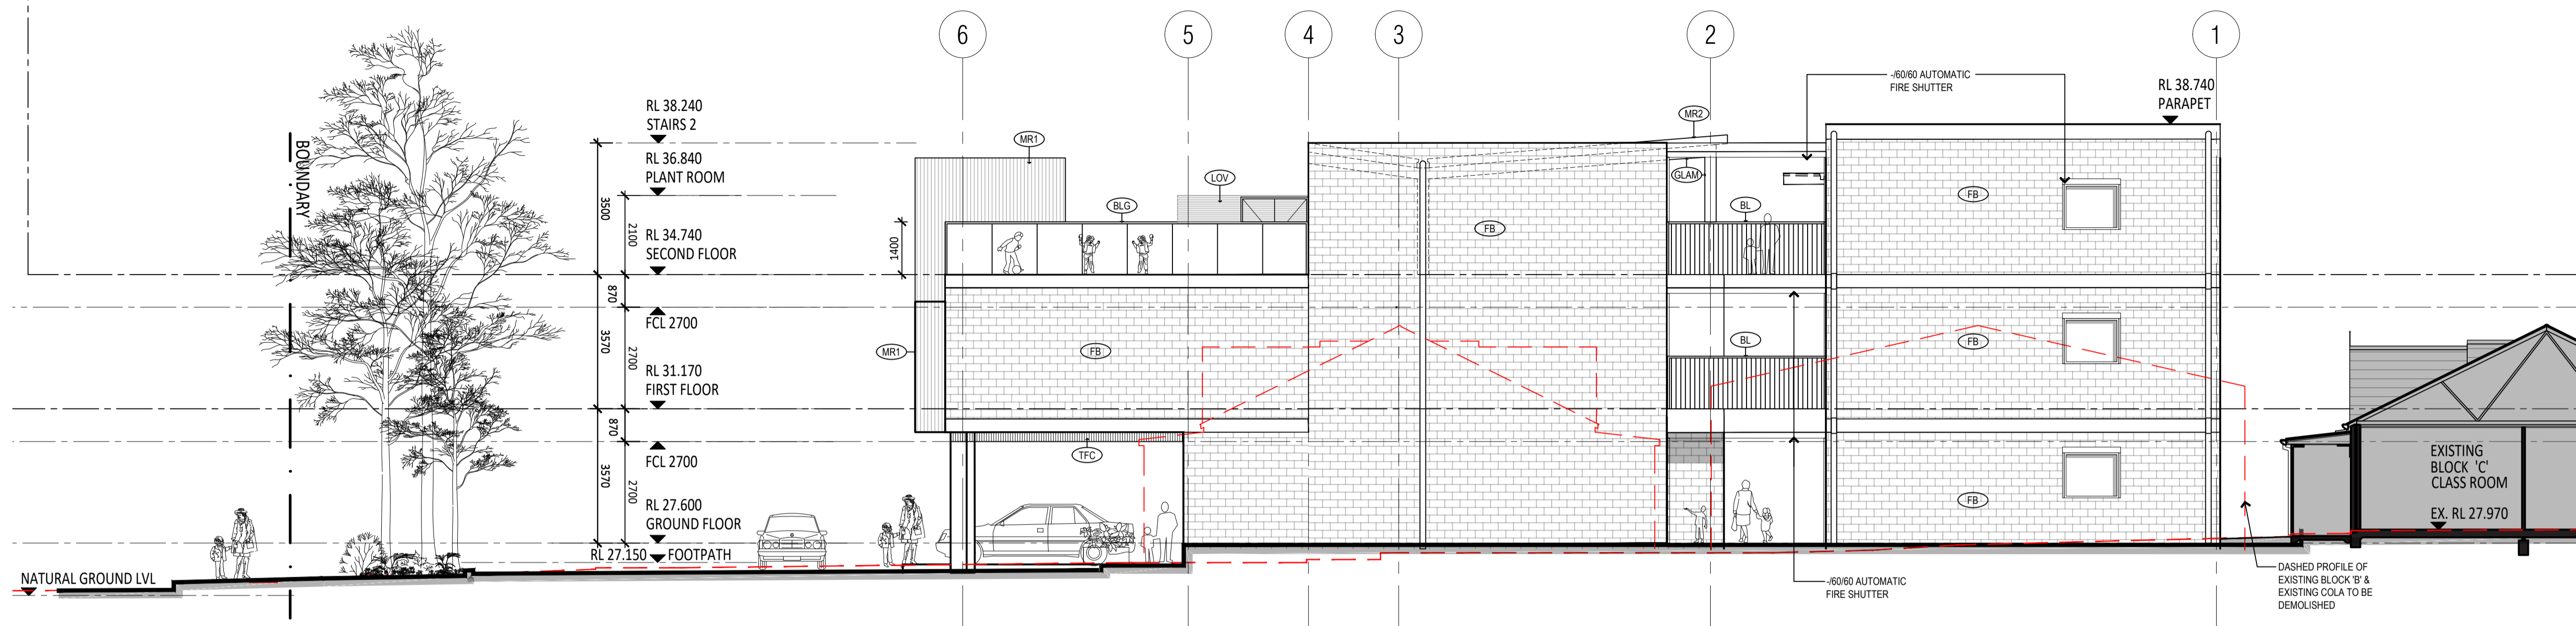 6
5
4
3
2
1
-/60/60 AUTOMATIC
FIRE SHUTTER
RL 38.740
PARAPET
RL 38.240
STAIRS 2
MR2
MR1
BOUNDARY
RL 36.840
PLANT ROOM
GLAM
LOV
FB
3500
BLG
BL
2100
RL 34.740
SECOND FLOOR
1400
FB
870
FCL 2700
3570
2700
MR1
FB
BL
FB
RL 31.170
FIRST FLOOR
870
FCL 2700
TFC
EXISTING
BLOCK 'C'
CLASS ROOM
3570
2700
RL 27.600
GROUND FLOOR
FB
EX. RL 27.970
RL 27.150
FOOTPATH
NATURAL GROUND LVL
-/60/60 AUTOMATIC
FIRE SHUTTER
DASHED PROFILE OF
EXISTING BLOCK 'B' &
EXISTING COLA TO BE
DEMOLISHED